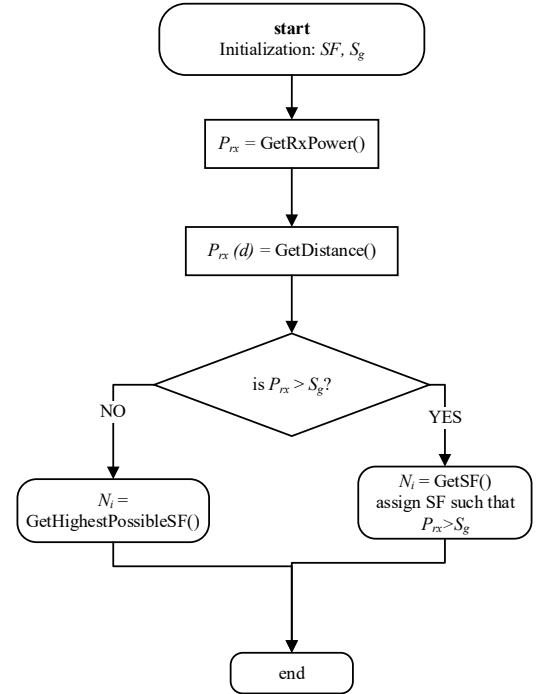 start
Initialization: SF, Sg
Prx = GetRxPower()
Prx (d) = GetDistance()
is Prx > Sg?
NO
YES
Ni =
GetHighestPossibleSF()
Ni = GetSF()
assign SF such that
Prx>Sg
end